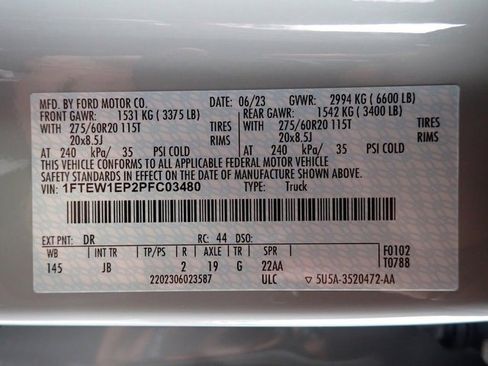 MFD. BY FORD MOTOR CO. 06/23 GVWR: 2994 KG ( 6600 LB)
FRONT GAWR: 1531 KG ( 3375 LB) REAR GAWR: 1542 KG ( 3400 LB)
WITH 275/60R20 115T TIRES WITH 275/60R20 115T TIRES
20x8.5J RIMS 20x8.5J RIMS
AT 240 kPa/ 35 PSI COLD AT 240 kPa/ 35 PSI COLD
THIS VEHICLE CONFORMS TO ALL APPLICABLE FEDERAL MOTOR VEHICLE
SAFETY STANDARDS IN EFFECT ON THE DATE OF MANUFACTURE SHOWN ABOVE.
VIN: 1FTEW1EP2PFC03480 TYPE: Truck
EXT PNT: DR RC: 44 DSO:
WB INT TR TP/PS R AXLE TR SPR F0102
145 JB 2 19 G 22AA T0788
2202306023587 ULC 5U5A-3520472-AA